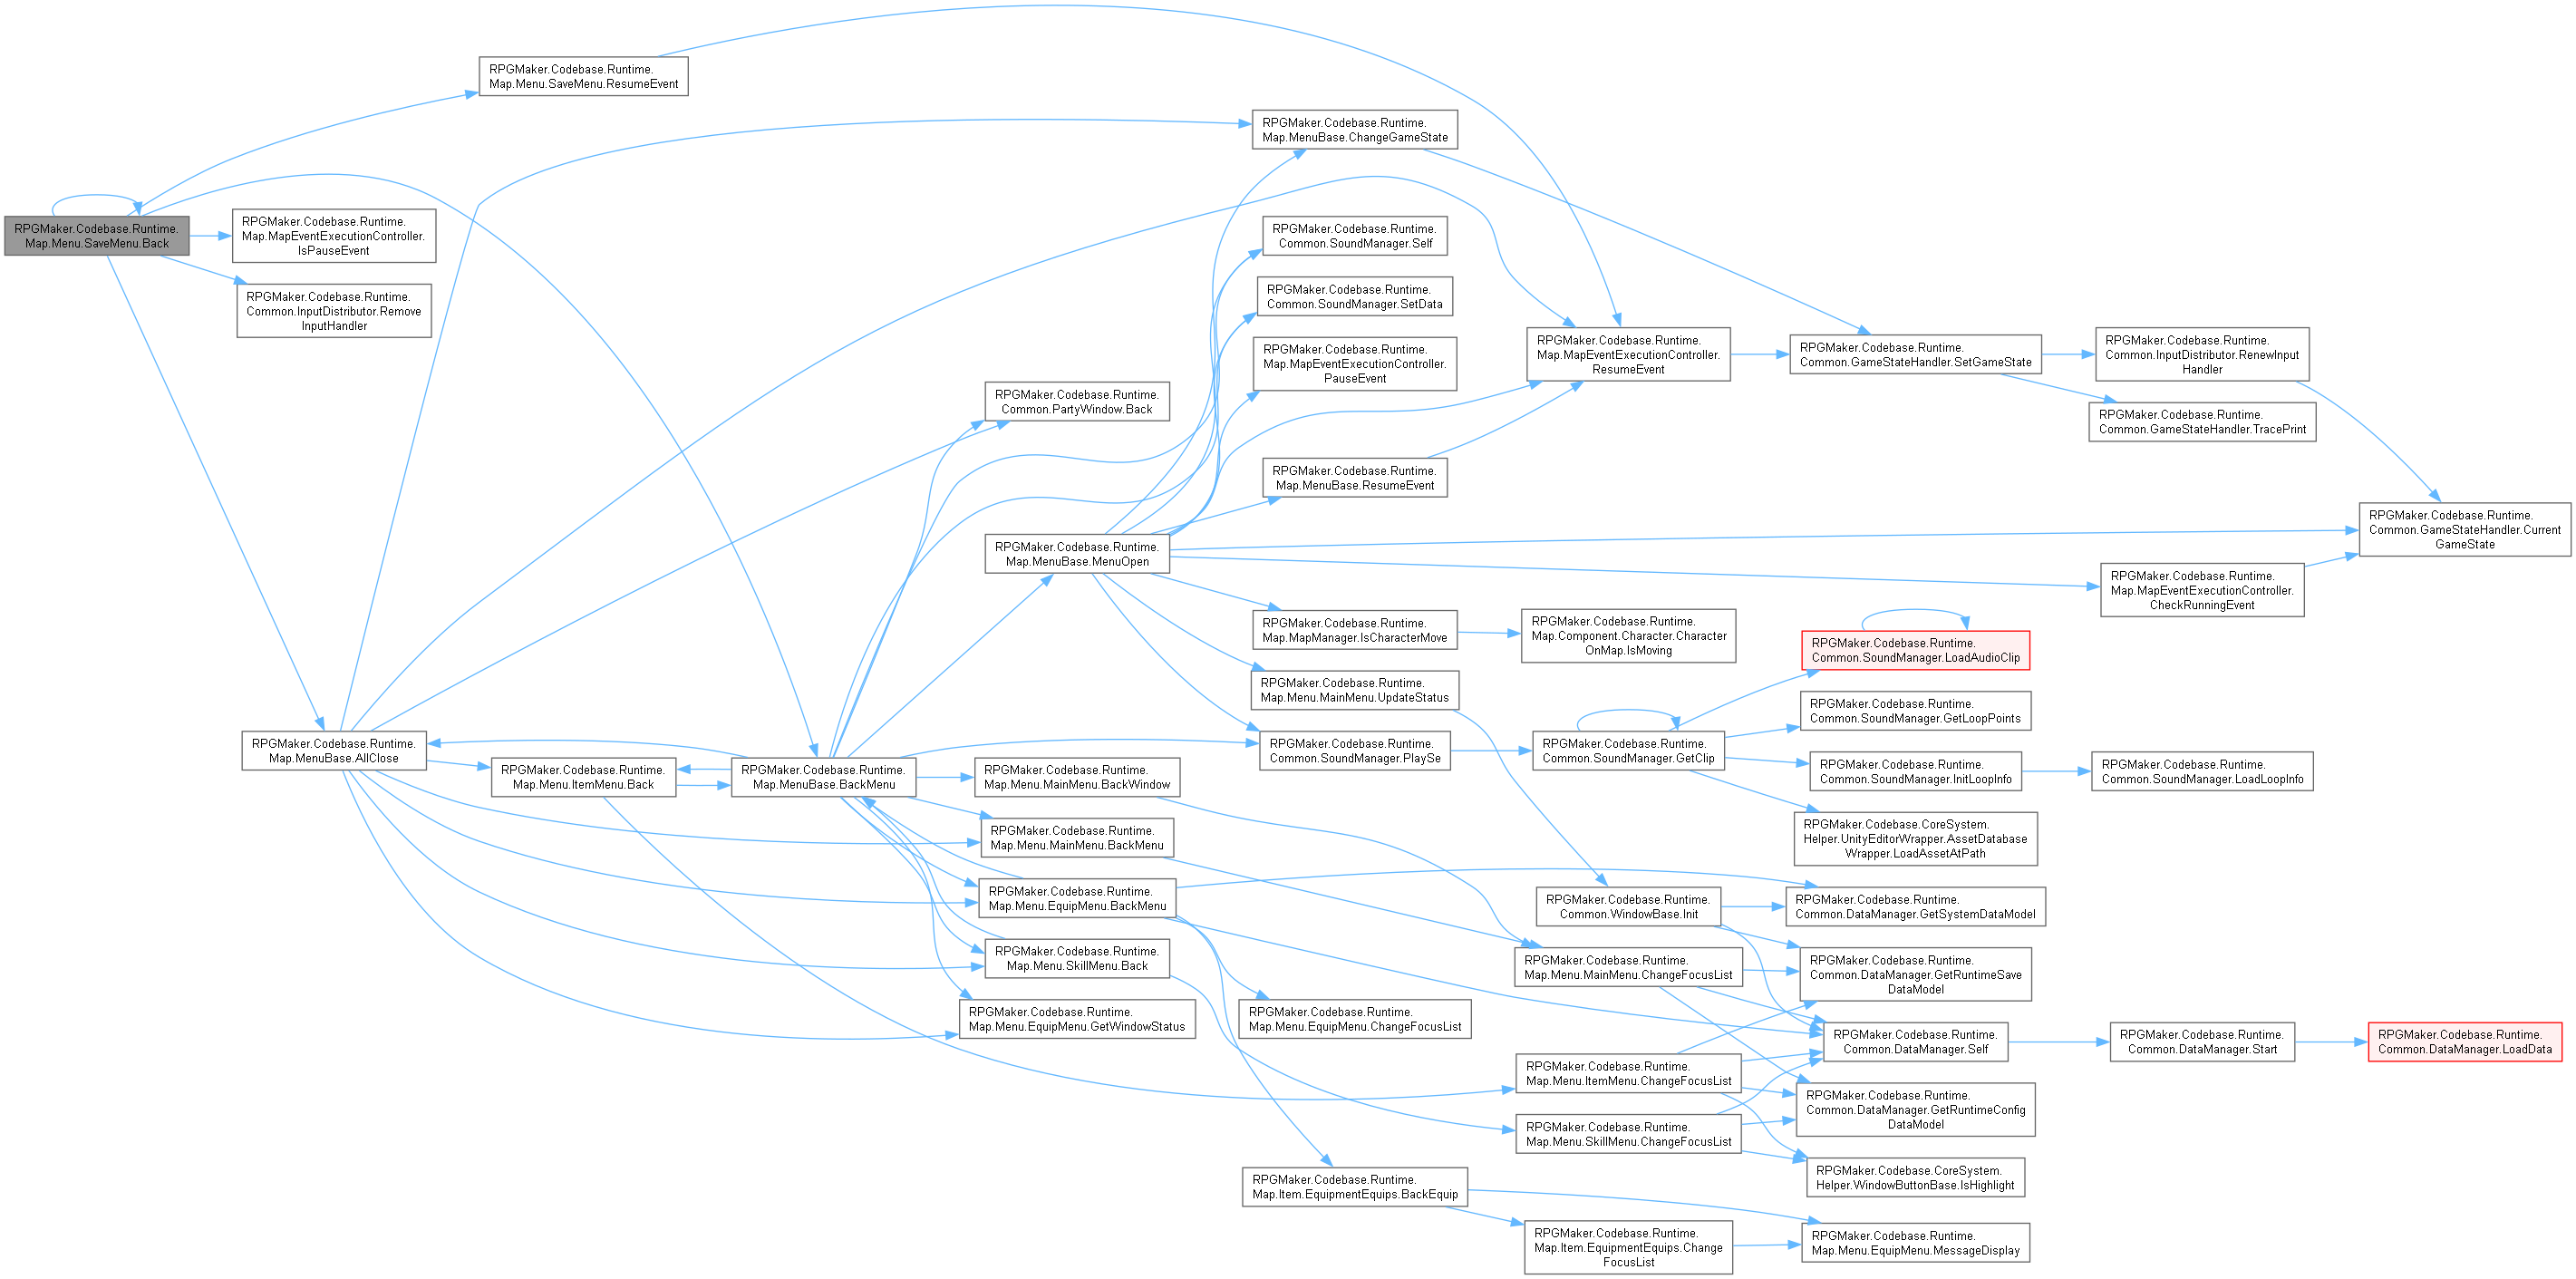 RPGMaker.Codebase.Runtime.
Map.Menu.SaveMenu.Back
RPGMaker.Codebase.Runtime.
Map.Menu.SaveMenu.ResumeEvent
RPGMaker.Codebase.Runtime.
Map.MapEventExecutionController.
IsPauseEvent
RPGMaker.Codebase.Runtime.
Common.InputDistributor.Remove
InputHandler
RPGMaker.Codebase.Runtime.
Map.MenuBase.AllClose
RPGMaker.Codebase.Runtime.
Map.Menu.ItemMenu.Back
RPGMaker.Codebase.Runtime.
Map.MenuBase.BackMenu
RPGMaker.Codebase.Runtime.
Common.PartyWindow.Back
RPGMaker.Codebase.Runtime.
Map.MenuBase.MenuOpen
RPGMaker.Codebase.Runtime.
Map.Menu.MainMenu.BackWindow
RPGMaker.Codebase.Runtime.
Map.Menu.MainMenu.BackMenu
RPGMaker.Codebase.Runtime.
Map.Menu.EquipMenu.BackMenu
RPGMaker.Codebase.Runtime.
Map.Menu.SkillMenu.Back
RPGMaker.Codebase.Runtime.
Map.Menu.EquipMenu.GetWindowStatus
RPGMaker.Codebase.Runtime.
Map.MenuBase.ChangeGameState
RPGMaker.Codebase.Runtime.
Common.SoundManager.Self
RPGMaker.Codebase.Runtime.
Common.SoundManager.SetData
RPGMaker.Codebase.Runtime.
Map.MapEventExecutionController.
PauseEvent
RPGMaker.Codebase.Runtime.
Map.MenuBase.ResumeEvent
RPGMaker.Codebase.Runtime.
Map.MapManager.IsCharacterMove
RPGMaker.Codebase.Runtime.
Map.Menu.MainMenu.UpdateStatus
RPGMaker.Codebase.Runtime.
Common.SoundManager.PlaySe
RPGMaker.Codebase.Runtime.
Map.Menu.EquipMenu.ChangeFocusList
RPGMaker.Codebase.Runtime.
Map.Item.EquipmentEquips.BackEquip
RPGMaker.Codebase.Runtime.
Map.MapEventExecutionController.
ResumeEvent
RPGMaker.Codebase.Runtime.
Map.Component.Character.Character
OnMap.IsMoving
RPGMaker.Codebase.Runtime.
Common.SoundManager.GetClip
RPGMaker.Codebase.Runtime.
Common.WindowBase.Init
RPGMaker.Codebase.Runtime.
Map.Menu.MainMenu.ChangeFocusList
RPGMaker.Codebase.Runtime.
Map.Menu.ItemMenu.ChangeFocusList
RPGMaker.Codebase.Runtime.
Map.Menu.SkillMenu.ChangeFocusList
RPGMaker.Codebase.Runtime.
Map.Item.EquipmentEquips.Change
FocusList
RPGMaker.Codebase.Runtime.
Common.GameStateHandler.SetGameState
RPGMaker.Codebase.Runtime.
Common.SoundManager.LoadAudioClip
RPGMaker.Codebase.Runtime.
Common.SoundManager.GetLoopPoints
RPGMaker.Codebase.Runtime.
Common.SoundManager.InitLoopInfo
RPGMaker.Codebase.CoreSystem.
Helper.UnityEditorWrapper.AssetDatabase
Wrapper.LoadAssetAtPath
RPGMaker.Codebase.Runtime.
Common.DataManager.GetSystemDataModel
RPGMaker.Codebase.Runtime.
Common.DataManager.GetRuntimeSave
DataModel
RPGMaker.Codebase.Runtime.
Common.DataManager.Self
RPGMaker.Codebase.Runtime.
Common.DataManager.GetRuntimeConfig
DataModel
RPGMaker.Codebase.CoreSystem.
Helper.WindowButtonBase.IsHighlight
RPGMaker.Codebase.Runtime.
Map.Menu.EquipMenu.MessageDisplay
RPGMaker.Codebase.Runtime.
Common.InputDistributor.RenewInput
Handler
RPGMaker.Codebase.Runtime.
Common.GameStateHandler.TracePrint
RPGMaker.Codebase.Runtime.
Map.MapEventExecutionController.
CheckRunningEvent
RPGMaker.Codebase.Runtime.
Common.SoundManager.LoadLoopInfo
RPGMaker.Codebase.Runtime.
Common.DataManager.Start
RPGMaker.Codebase.Runtime.
Common.GameStateHandler.Current
GameState
RPGMaker.Codebase.Runtime.
Common.DataManager.LoadData